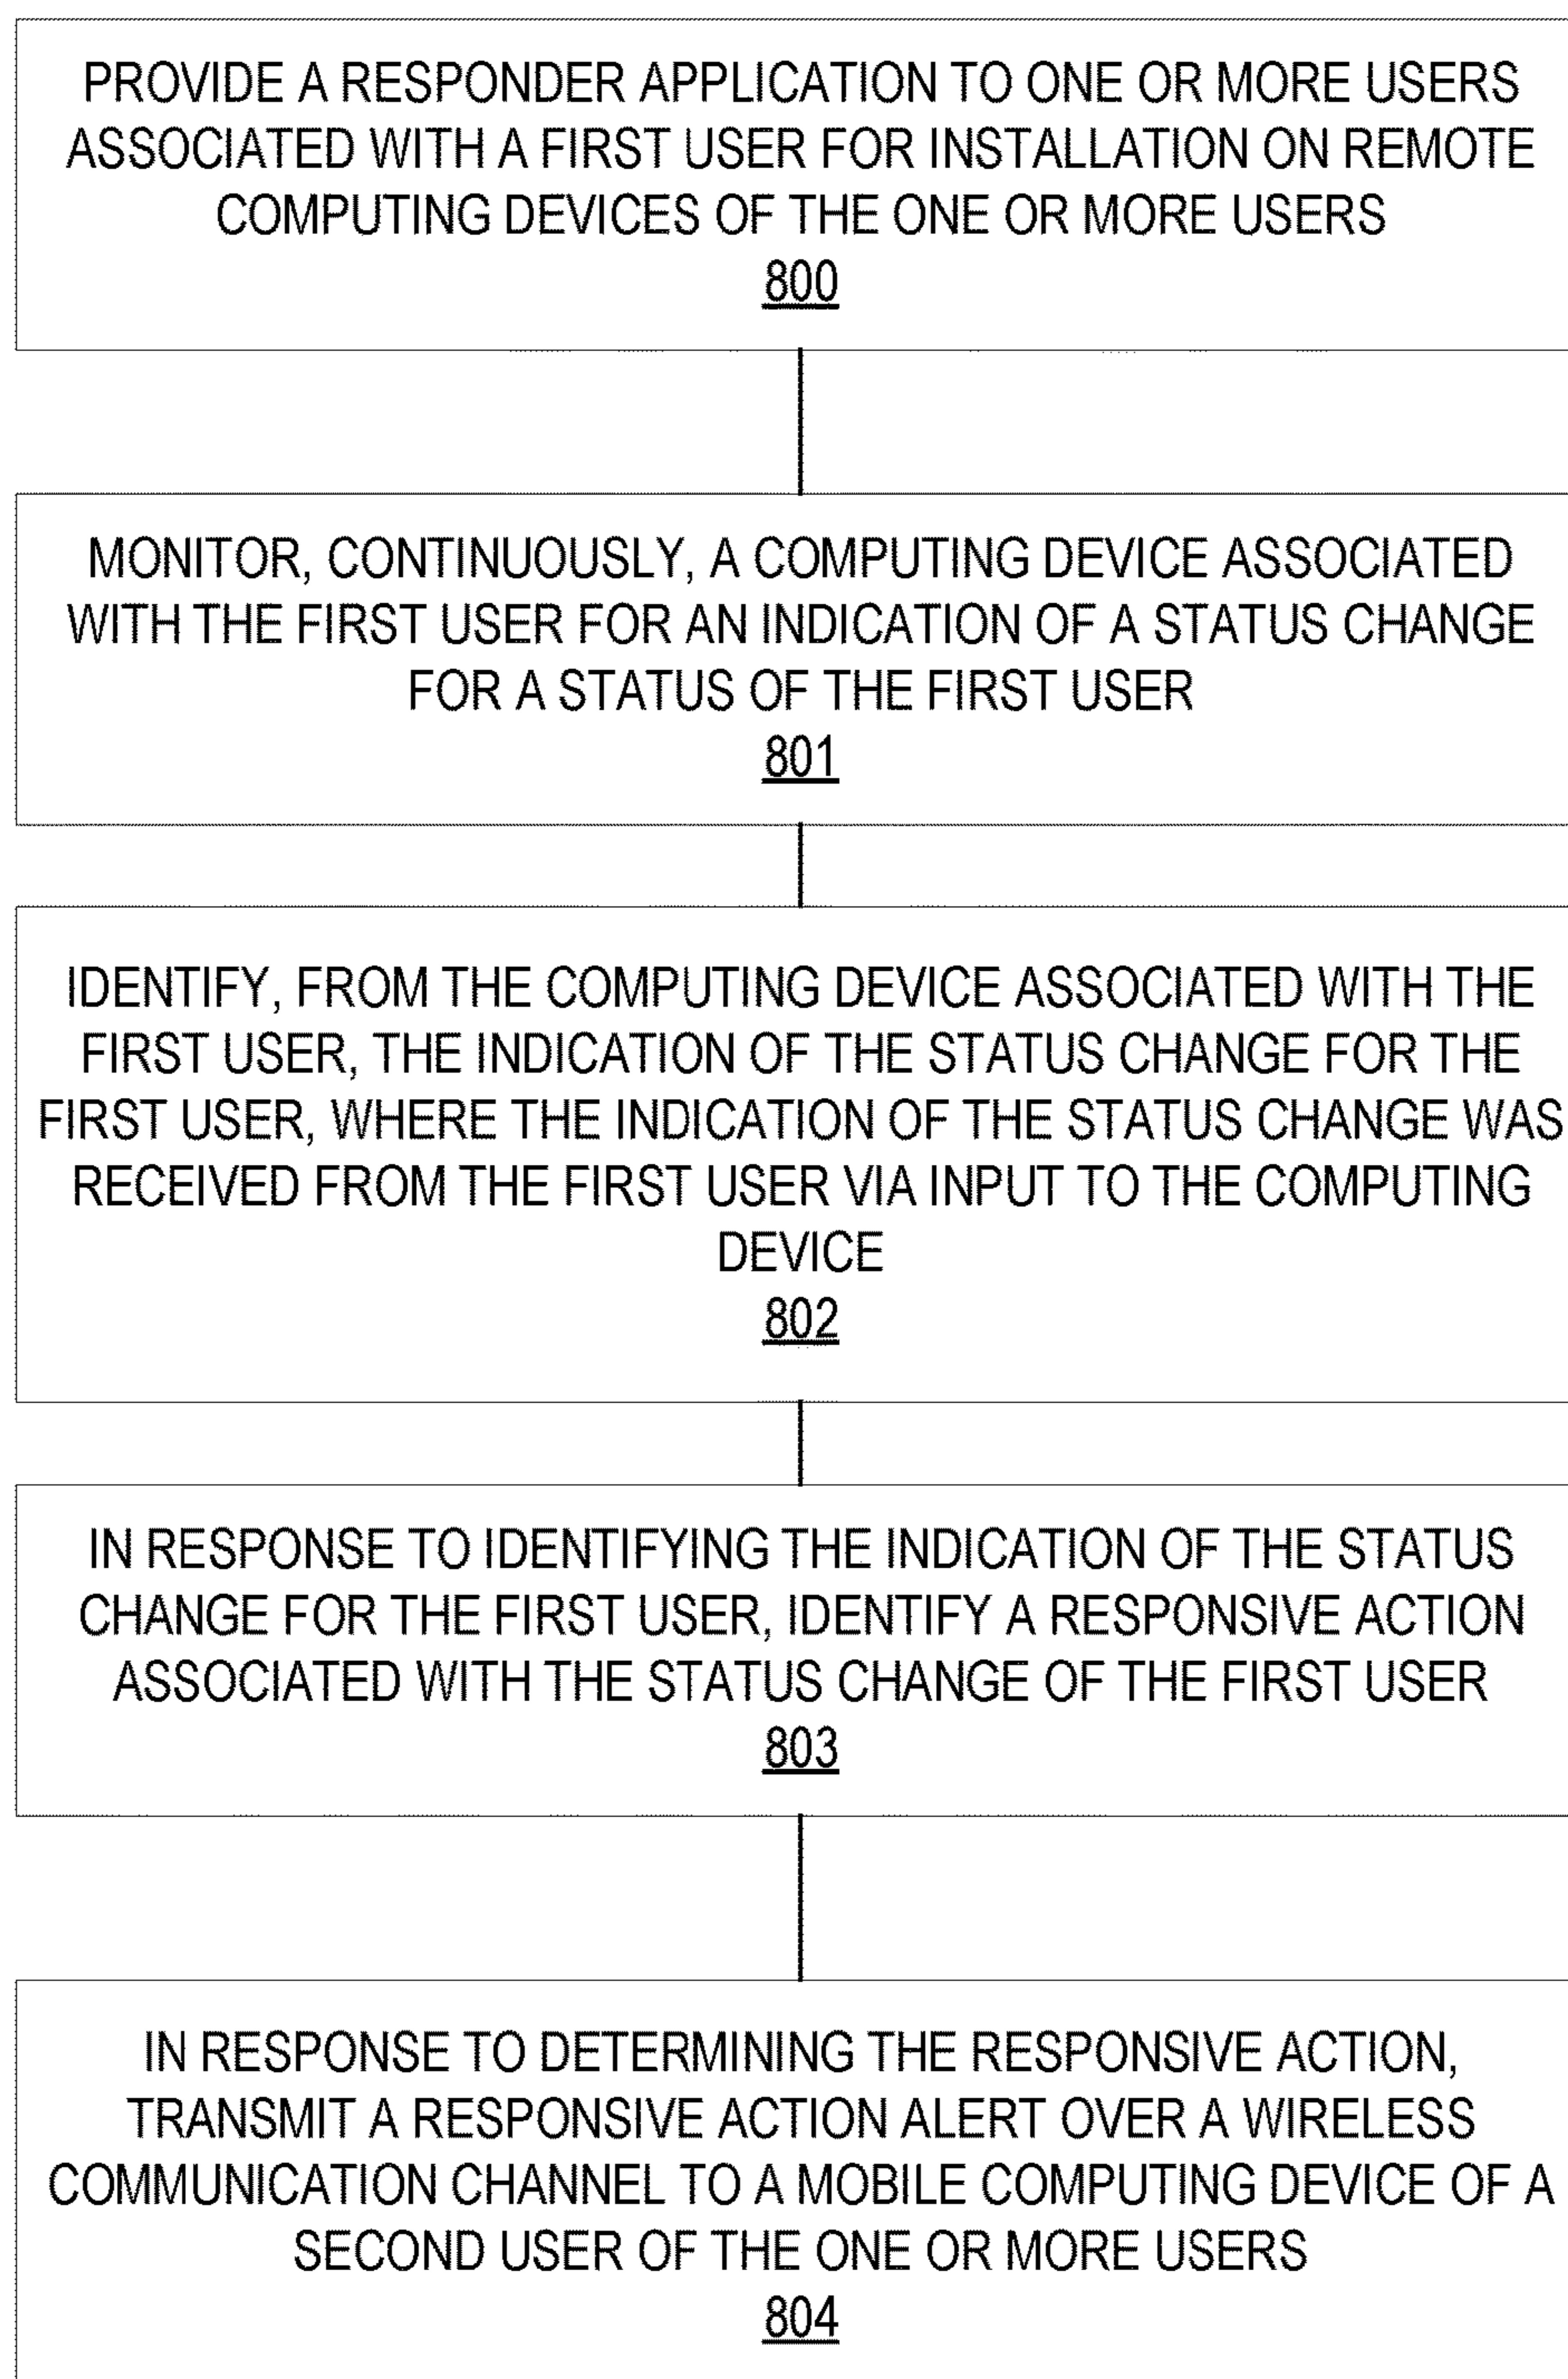 PROVIDE A RESPONDER APPLICATION TO ONE OR MORE USERS
ASSOCIATED WITH A FIRST USER FOR INSTALLATION ON REMOTE
COMPUTING DEVICES OF THE ONE OR MORE USERS
800
MONITOR, CONTINUOUSLY, A COMPUTING DEVICE ASSOCIATED
WITH THE FIRST USER FOR AN INDICATION OF A STATUS CHANGE
FOR A STATUS OF THE FIRST USER
801
IDENTIFY, FROM THE COMPUTING DEVICE ASSOCIATED WITH THE
FIRST USER, THE INDICATION OF THE STATUS CHANGE FOR THE
FIRST USER, WHERE THE INDICATION OF THE STATUS CHANGE WAS
RECEIVED FROM THE FIRST USER VIA INPUT TO THE COMPUTING
DEVICE
802
IN RESPONSE TO IDENTIFYING THE INDICATION OF THE STATUS
CHANGE FOR THE FIRST USER, IDENTIFY A RESPONSIVE ACTION
ASSOCIATED WITH THE STATUS CHANGE OF THE FIRST USER
803
IN RESPONSE TO DETERMINING THE RESPONSIVE ACTION,
TRANSMIT A RESPONSIVE ACTION ALERT OVER A WIRELESS
COMMUNICATION CHANNEL TO A MOBILE COMPUTING DEVICE OF A
SECOND USER OF THE ONE OR MORE USERS
804